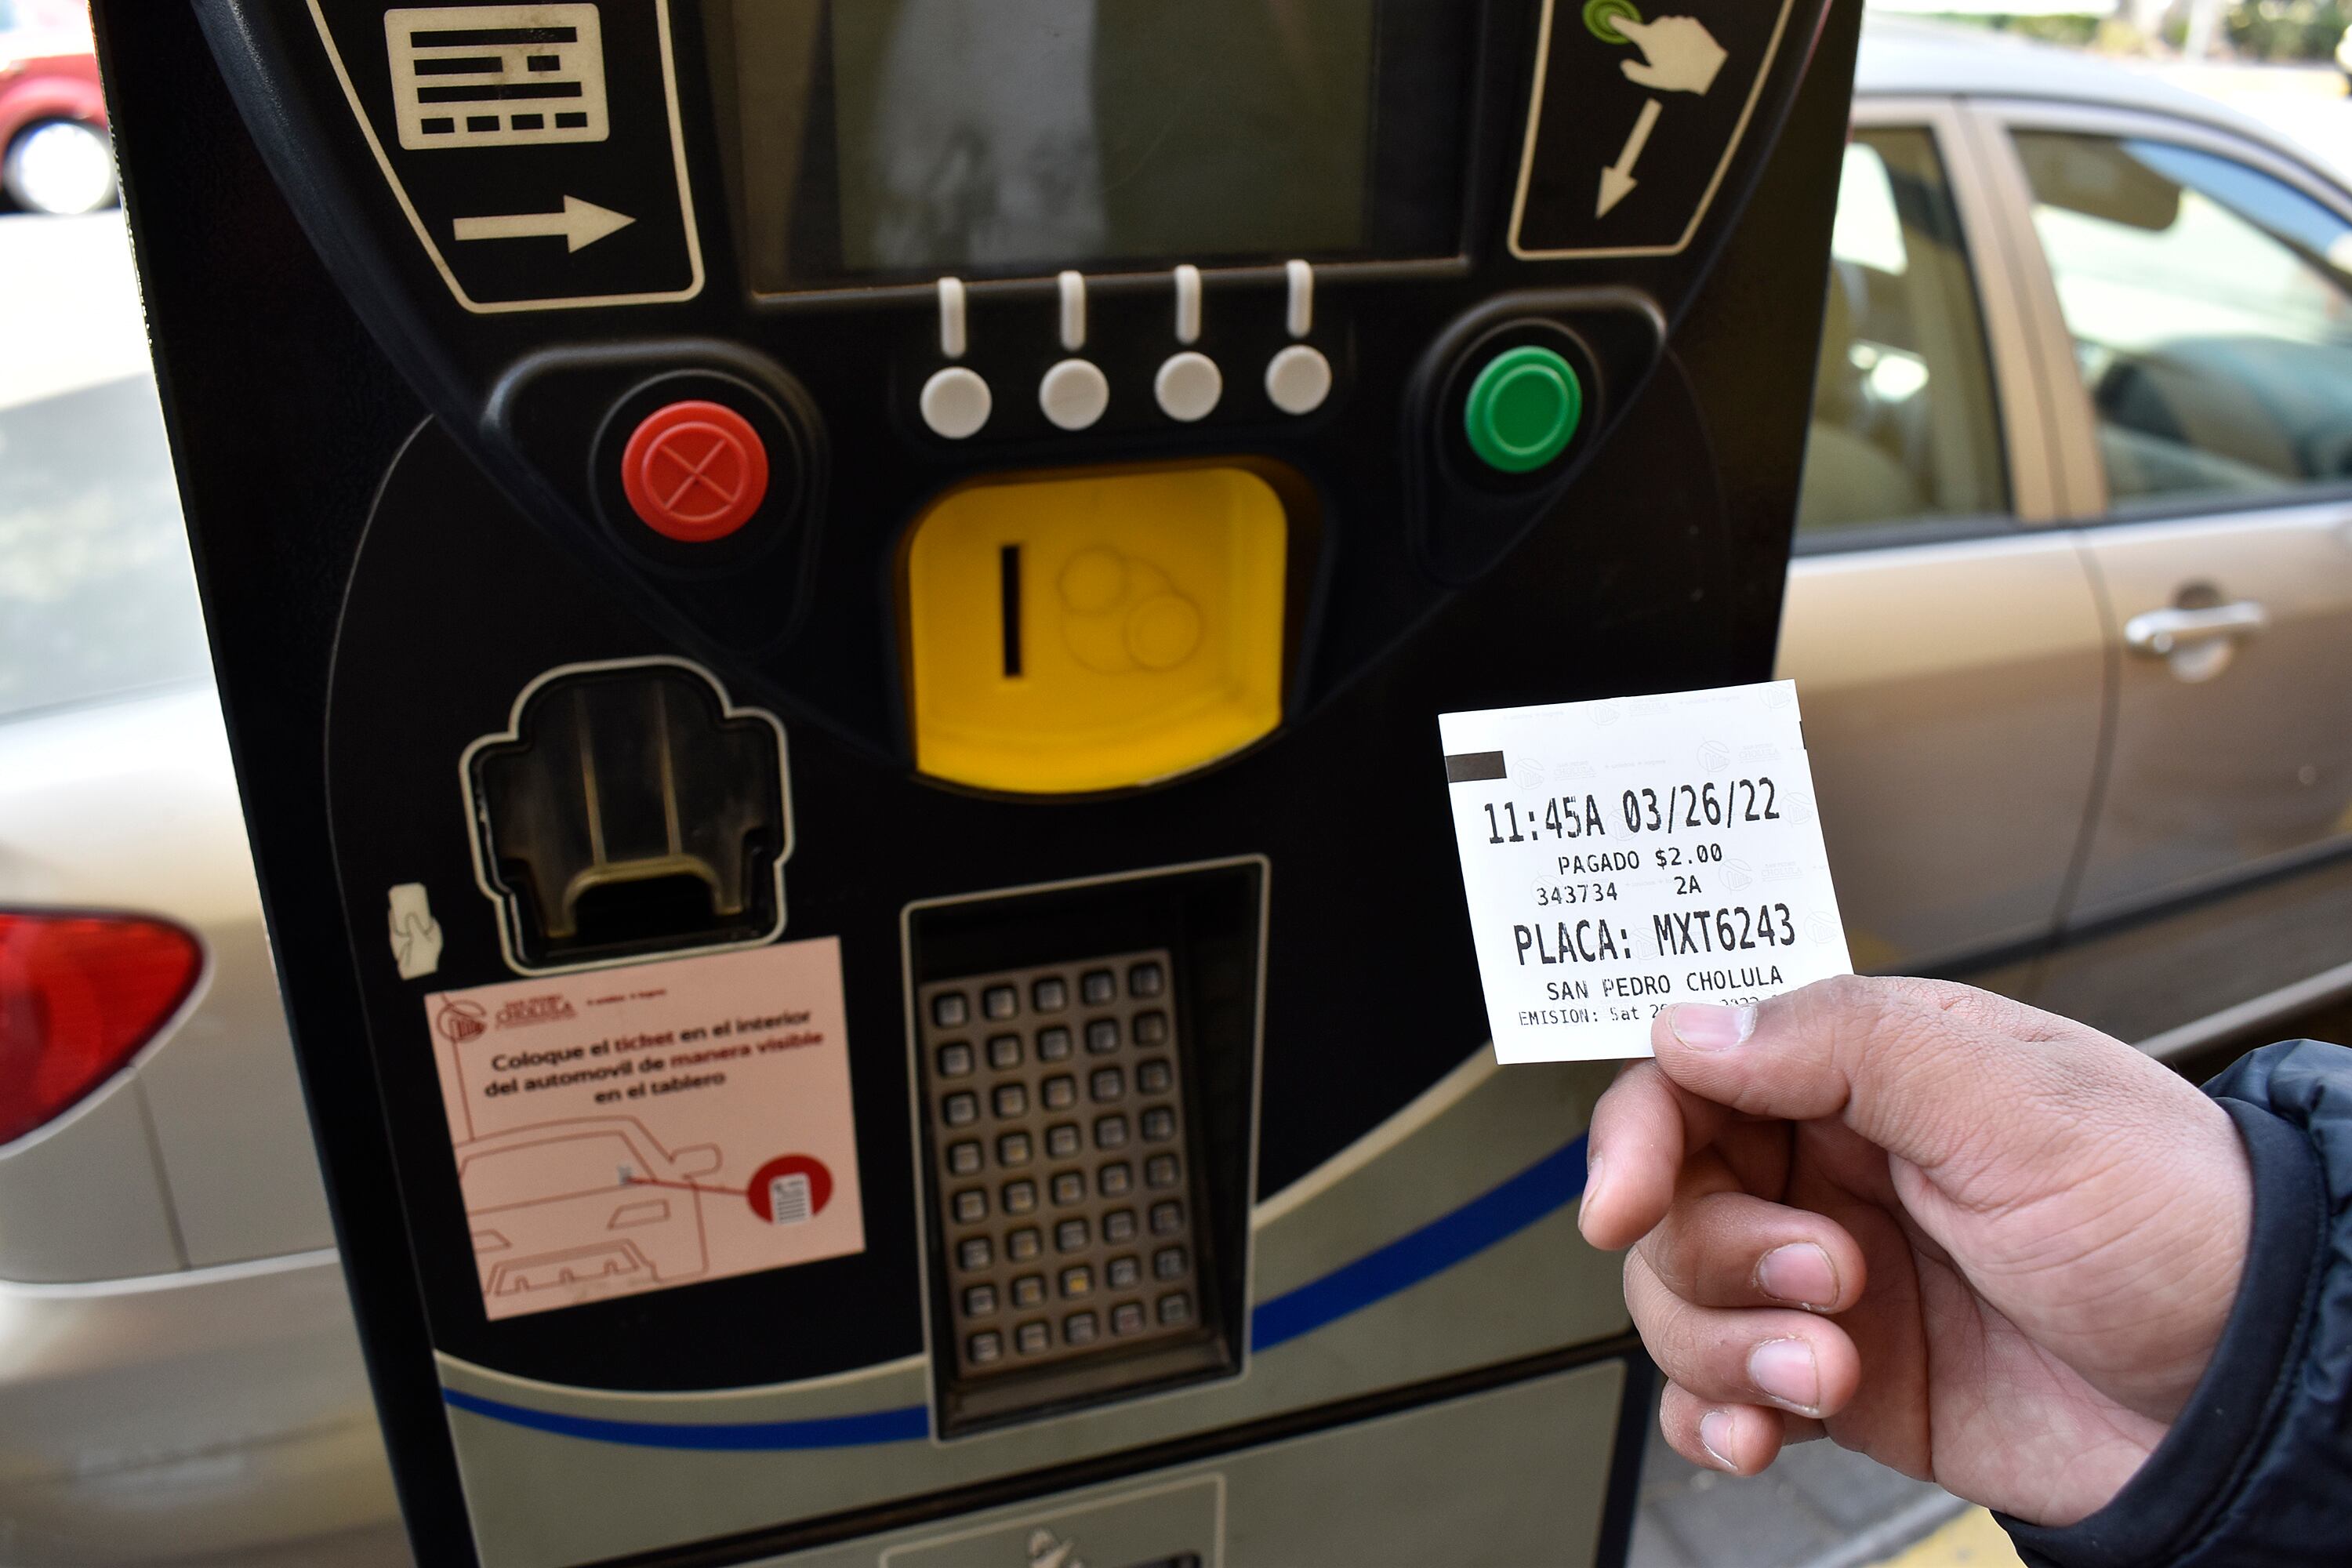 11:45A 03/26/22
PAGADO $2.00
343734 2A
PLACA: MXT6243
SAN PEDRO CHOLULA
EMISION: Sat
CHOLULA
Coloque el ticket en el interior
del automovil de manera visible
en el tablero